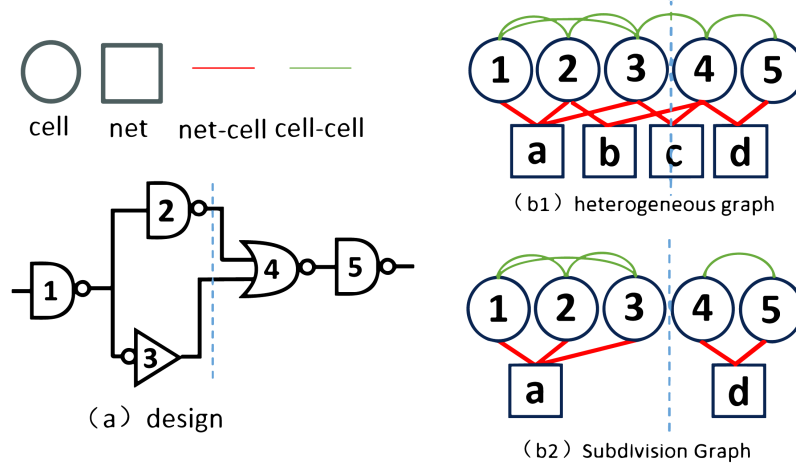 cell
net
net-cell
cell-cell
1
2
3
4
5
(a) design
1 2 3 4 5
a b c d
(b1) heterogeneous graph
1 2 3 4 5
a d
(b2) Subdivision Graph